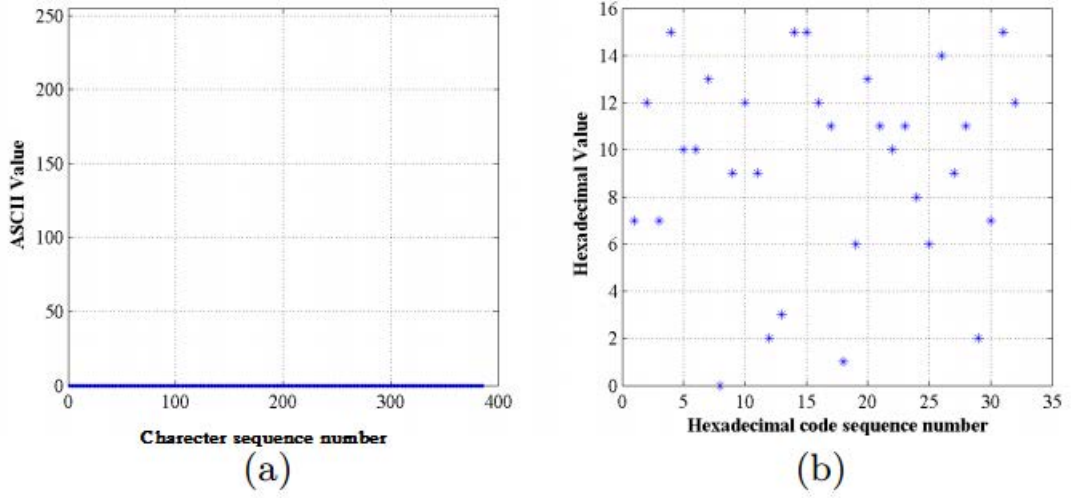 250
200
150
100
50
0
ASCII Value
0 100 200 300 400
Charecter sequence number
(a)
16
14
12
10
8
6
4
2
0
Hexadecimal Value
0 5 10 15 20 25 30 35
Hexadecimal code sequence number
(b)